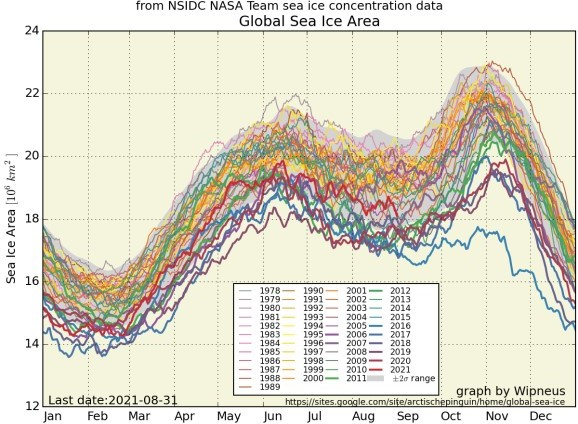 from NSIDC NASA Team sea ice concentration data
Global Sea Ice Area
24
22
20
18
16
14
12
Sea Ice Area [10⁶ km²]
Jan Feb Mar Apr May Jun Jul Aug Sep Oct Nov Dec
1978 1990 2001 2012
1979 1991 2002 2013
1980 1992 2003 2014
1981 1993 2004 2015
1982 1994 2005 2016
1983 1995 2006 2017
1984 1996 2007 2018
1985 1997 2008 2019
1986 1998 2009 2020
1987 1999 2010 2021
1988 2000 2011 ±2σ range
1989
Last date:2021-08-31
graph by Wipneus
https://sites.google.com/site/arctischepinguin/home/global-sea-ice